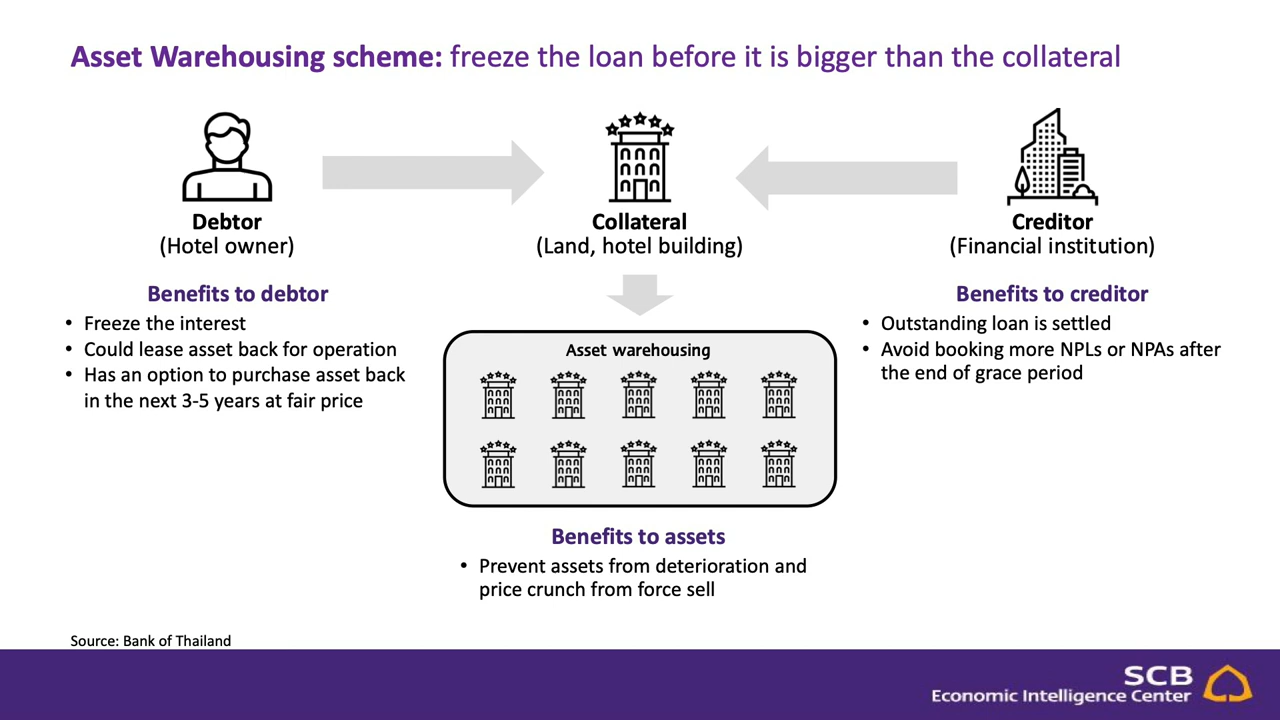 Asset Warehousing scheme: freeze the loan before it is bigger than the collateral
Debtor
(Hotel owner)
Collateral
(Land, hotel building)
Creditor
(Financial institution)
Benefits to debtor
• Freeze the interest
• Could lease asset back for operation
• Has an option to purchase asset back
in the next 3-5 years at fair price
Benefits to creditor
• Outstanding loan is settled
• Avoid booking more NPLs or NPAs after
the end of grace period
Asset warehousing
Benefits to assets
• Prevent assets from deterioration and
price crunch from force sell
Source: Bank of Thailand
SCB
Economic Intelligence Center